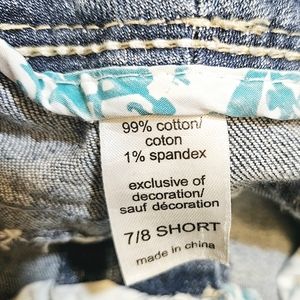 99% cotton/
coton
1% spandex
exclusive of
decoration/
sauf décoration
7/8 SHORT
made in china